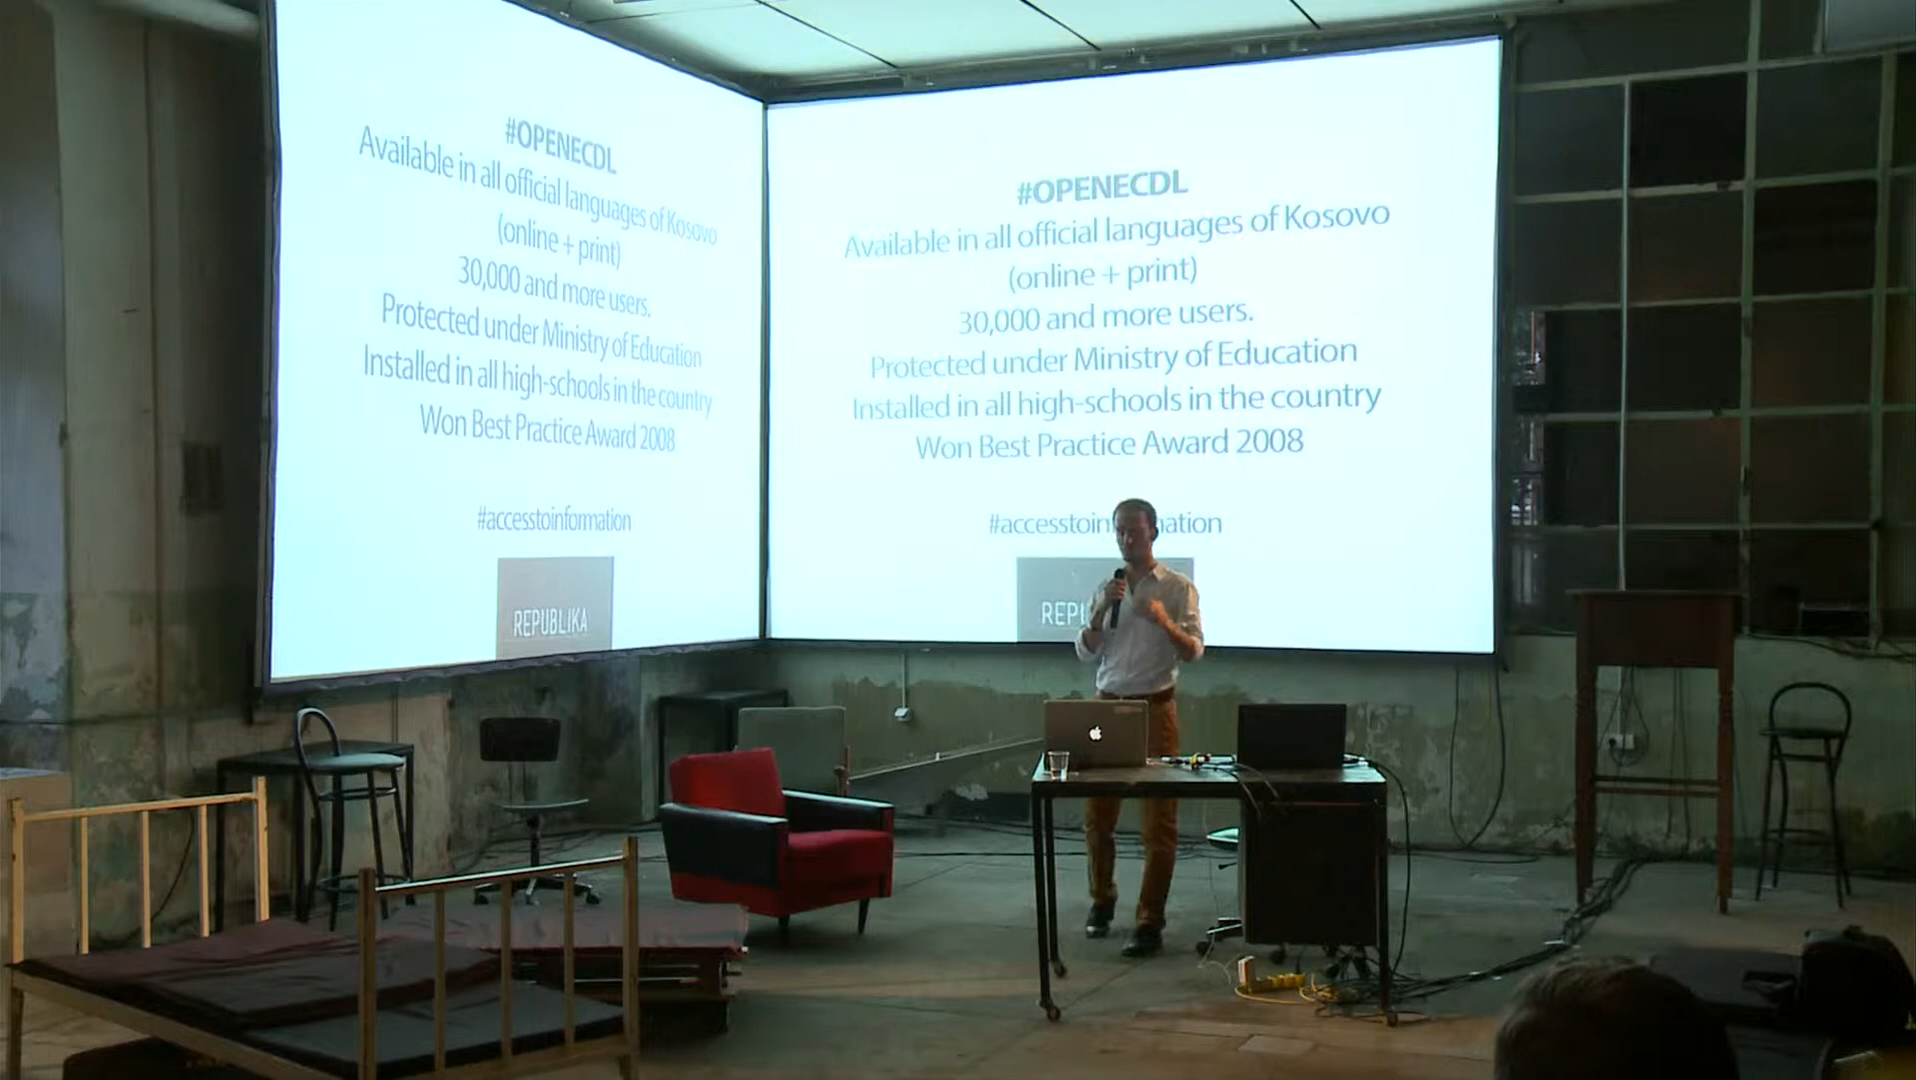 #OPENECDL
Available in all official languages of Kosovo
(online + print)
30,000 and more users.
Protected under Ministry of Education
Installed in all high-schools in the country
Won Best Practice Award 2008
#accesstoinformation
REPUBLIKA
#OPENECDL
Available in all official languages of Kosovo
(online + print)
30,000 and more users.
Protected under Ministry of Education
Installed in all high-schools in the country
Won Best Practice Award 2008
#accesstoin ation
REPU